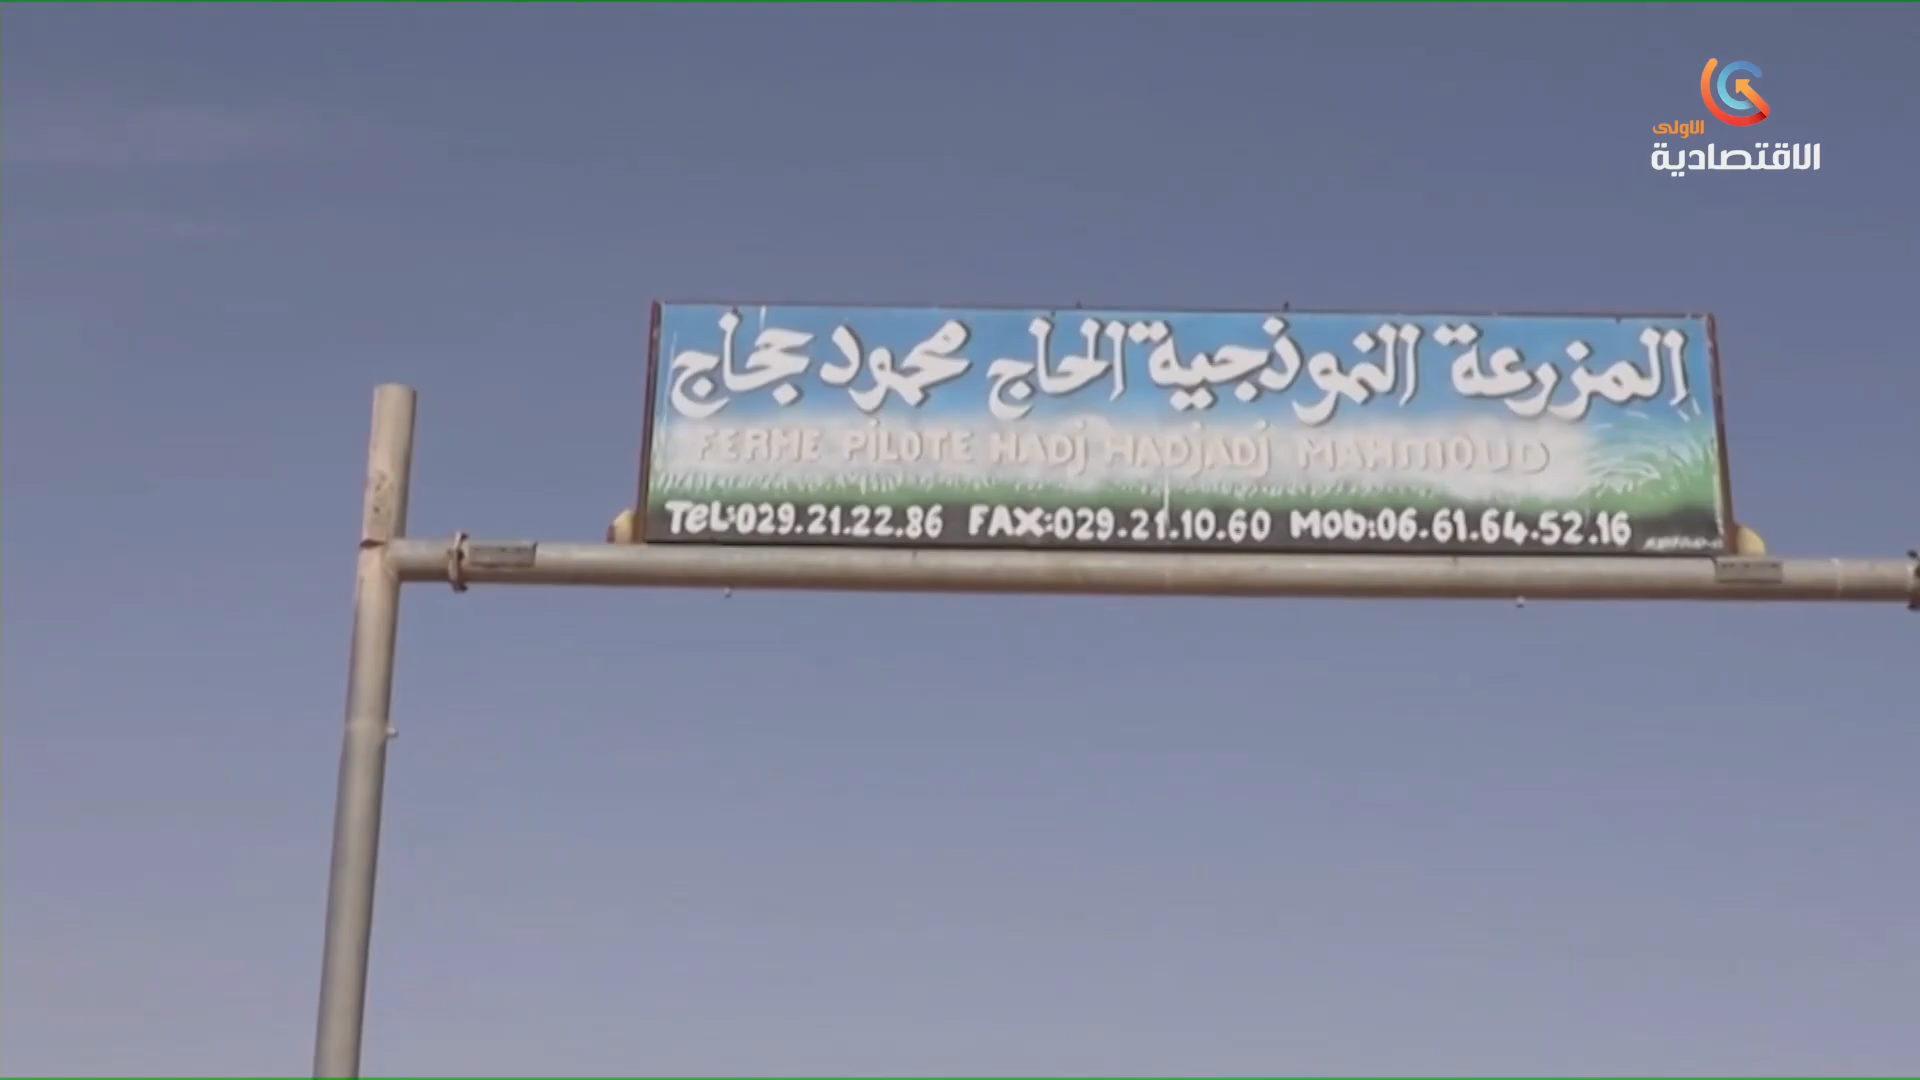 الاولى
الاقتصادية
المزرعة النموذجية الحاج محمود حجاج
FERME PiLOTE HADj HADjADj MAHMOUD
TEL:029.21.22.86 FAX:029.21.10.60 MOb:06.61.64.52.16